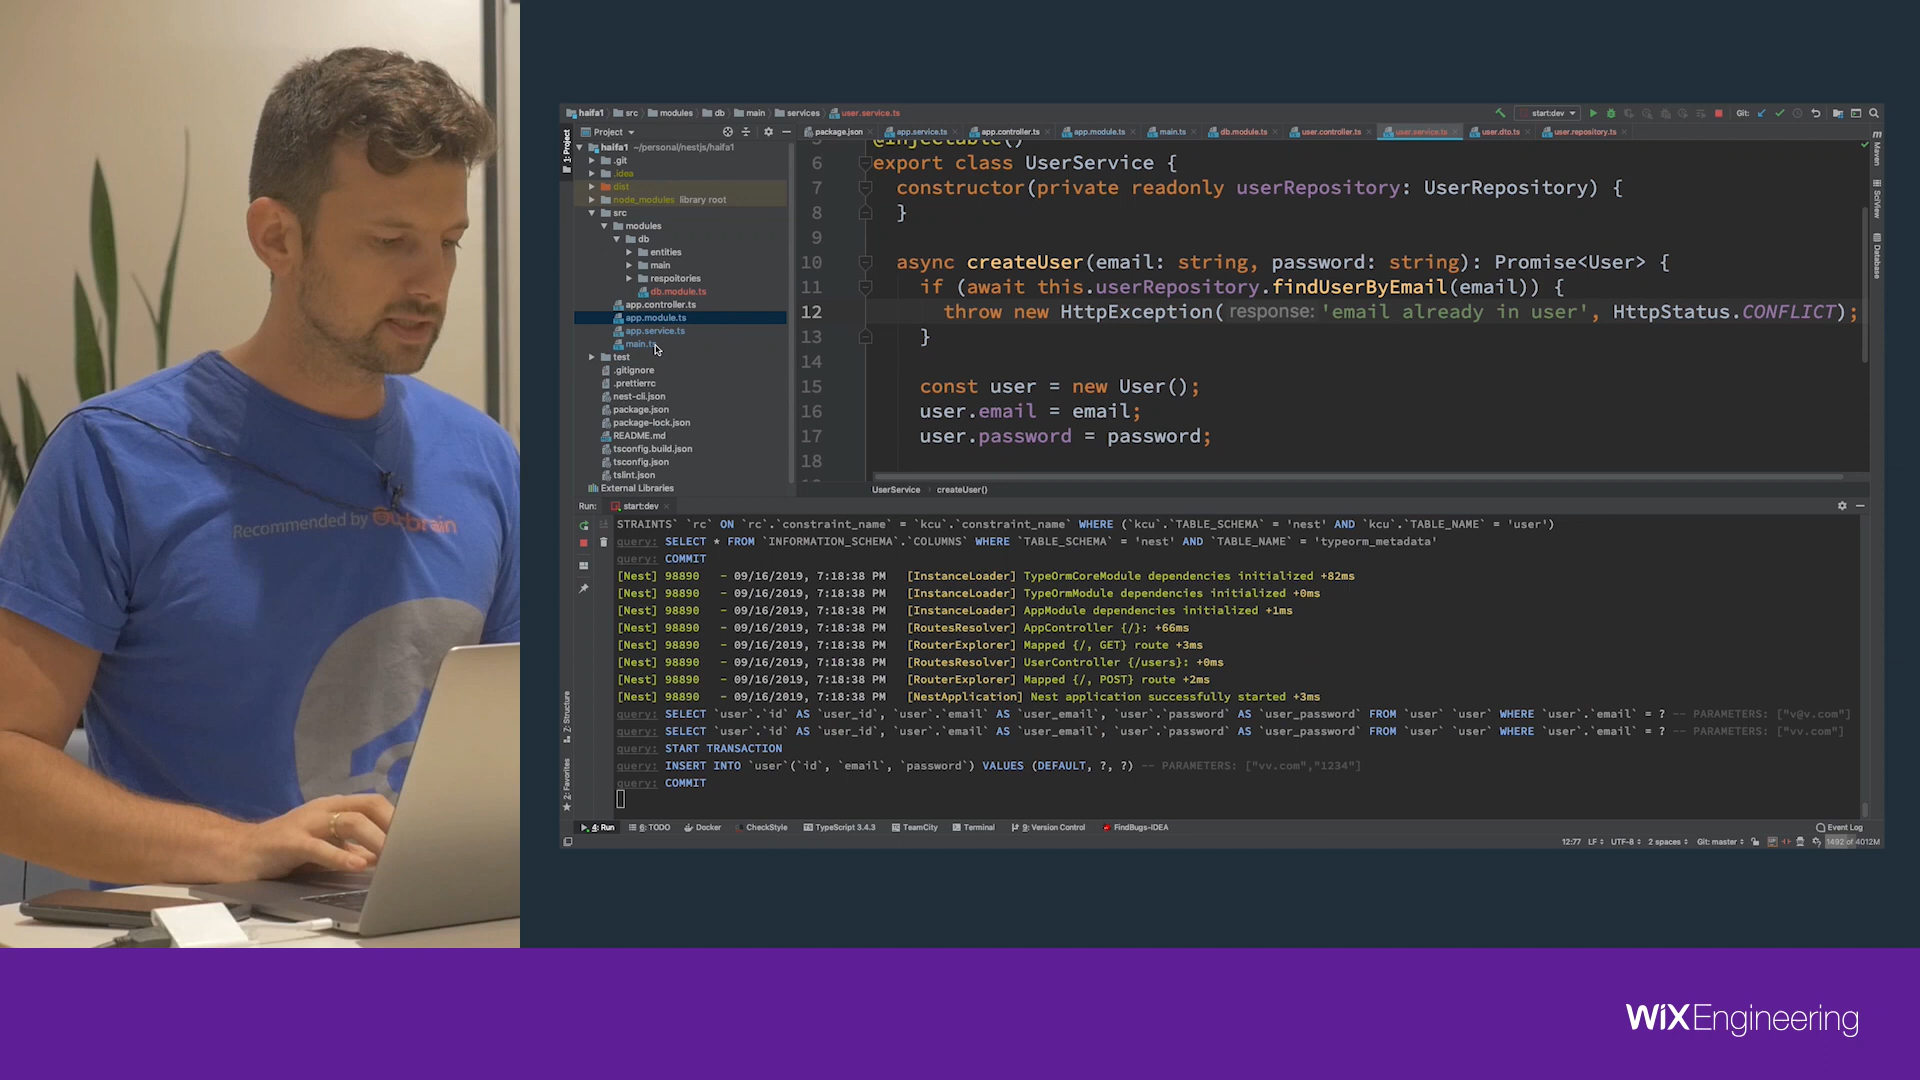 Recommended by Outbrain
haifa1 src modules db main services user.service.ts
start:dev
Git:
Project
package.json app.service.ts app.controller.ts app.module.ts main.ts db.module.ts user.controller.ts user.service.ts user.dto.ts user.repository.ts
1: Project
haifa1 ~/personal/nestjs/haifa1
.git
.idea
dist
node_modules library root
src
modules
db
entities
main
respoitories
db.module.ts
app.controller.ts
app.module.ts
app.service.ts
main.ts
test
.gitignore
.prettierrc
nest-cli.json
package.json
package-lock.json
README.md
tsconfig.build.json
tsconfig.json
tslint.json
External Libraries
@Injectable()
6 export class UserService {
7 constructor(private readonly userRepository: UserRepository) {
8 }
9
10 async createUser(email: string, password: string): Promise<User> {
11 if (await this.userRepository.findUserByEmail(email)) {
12 throw new HttpException( response: 'email already in user', HttpStatus.CONFLICT);
13 }
14
15 const user = new User();
16 user.email = email;
17 user.password = password;
18
UserService createUser()
Maven
SciView
Database
Run: start:dev
STRAINTS` `rc` ON `rc`.`constraint_name` = `kcu`.`constraint_name` WHERE (`kcu`.`TABLE_SCHEMA` = 'nest' AND `kcu`.`TABLE_NAME` = 'user')
query: SELECT * FROM `INFORMATION_SCHEMA`.`COLUMNS` WHERE `TABLE_SCHEMA` = 'nest' AND `TABLE_NAME` = 'typeorm_metadata'
query: COMMIT
[Nest] 98890 - 09/16/2019, 7:18:38 PM [InstanceLoader] TypeOrmCoreModule dependencies initialized +82ms
[Nest] 98890 - 09/16/2019, 7:18:38 PM [InstanceLoader] TypeOrmModule dependencies initialized +0ms
[Nest] 98890 - 09/16/2019, 7:18:38 PM [InstanceLoader] AppModule dependencies initialized +1ms
[Nest] 98890 - 09/16/2019, 7:18:38 PM [RoutesResolver] AppController {/}: +66ms
[Nest] 98890 - 09/16/2019, 7:18:38 PM [RouterExplorer] Mapped {/, GET} route +3ms
[Nest] 98890 - 09/16/2019, 7:18:38 PM [RoutesResolver] UserController {/users}: +0ms
[Nest] 98890 - 09/16/2019, 7:18:38 PM [RouterExplorer] Mapped {/, POST} route +2ms
[Nest] 98890 - 09/16/2019, 7:18:38 PM [NestApplication] Nest application successfully started +3ms
query: SELECT `user`.`id` AS `user_id`, `user`.`email` AS `user_email`, `user`.`password` AS `user_password` FROM `user` `user` WHERE `user`.`email` = ? -- PARAMETERS: ["v@v.com"]
query: SELECT `user`.`id` AS `user_id`, `user`.`email` AS `user_email`, `user`.`password` AS `user_password` FROM `user` `user` WHERE `user`.`email` = ? -- PARAMETERS: ["vv.com"]
query: START TRANSACTION
query: INSERT INTO `user`(`id`, `email`, `password`) VALUES (DEFAULT, ?, ?) -- PARAMETERS: ["vv.com","1234"]
query: COMMIT
7: Structure
2: Favorites
4: Run 6: TODO Docker CheckStyle TypeScript 3.4.3 TeamCity Terminal 9: Version Control FindBugs-IDEA Event Log
12:77 LF UTF-8 2 spaces Git: master 1492 of 4012M
WiX Engineering